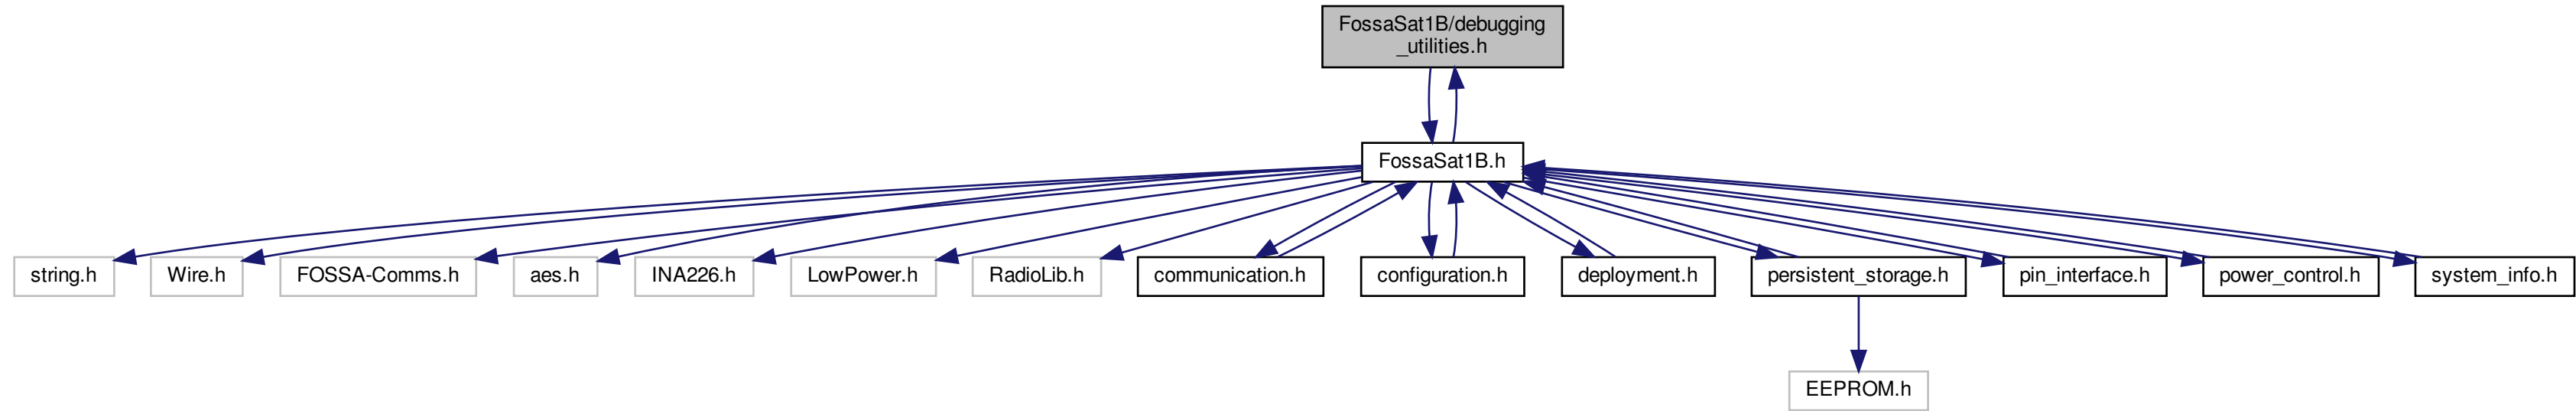 FossaSat1B/debugging
_utilities.h
FossaSat1B.h
string.h
Wire.h
FOSSA-Comms.h
aes.h
INA226.h
LowPower.h
RadioLib.h
communication.h
configuration.h
deployment.h
persistent_storage.h
pin_interface.h
power_control.h
system_info.h
EEPROM.h